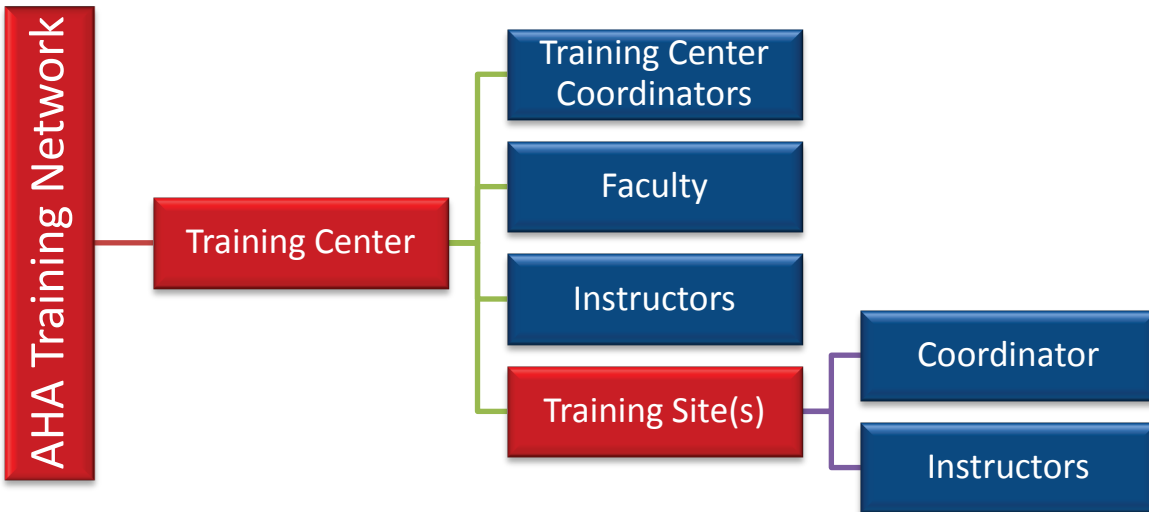 AHA Training Network
Training Center
Training Center
Coordinators
Faculty
Instructors
Training Site(s)
Coordinator
Instructors